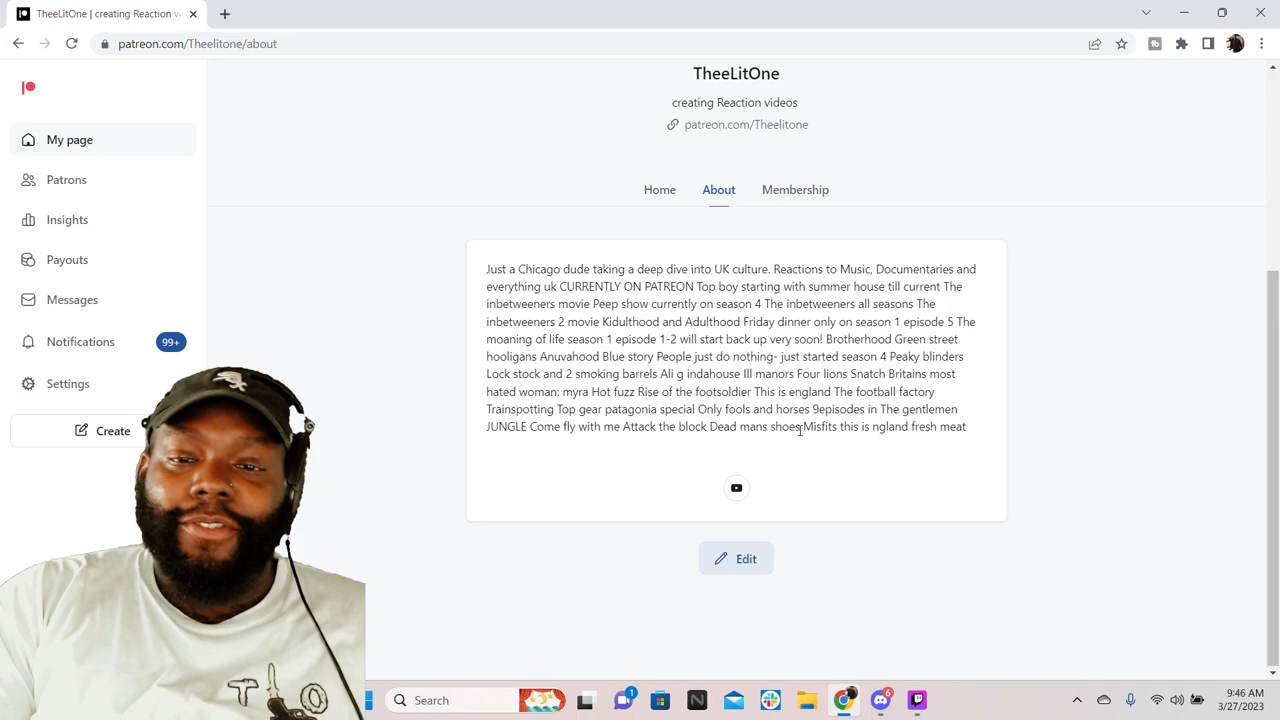 TheeLitOne | creating Reaction vi
patreon.com/Theelitone/about
TheeLitOne
creating Reaction videos
patreon.com/Theelitone
My page
Patrons
Insights
Payouts
Messages
Notifications 99+
Settings
Create
Home About Membership
Just a Chicago dude taking a deep dive into UK culture. Reactions to Music, Documentaries and
everything uk CURRENTLY ON PATREON Top boy starting with summer house till current The
inbetweeners movie Peep show currently on season 4 The inbetweeners all seasons The
inbetweeners 2 movie Kidulthood and Adulthood Friday dinner only on season 1 episode 5 The
moaning of life season 1 episode 1-2 will start back up very soon! Brotherhood Green street
hooligans Anuvahood Blue story People just do nothing- just started season 4 Peaky blinders
Lock stock and 2 smoking barrels Ali g indahouse Ill manors Four lions Snatch Britains most
hated woman: myra Hot fuzz Rise of the footsoldier This is england The football factory
Trainspotting Top gear patagonia special Only fools and horses 9episodes in The gentlemen
JUNGLE Come fly with me Attack the block Dead mans shoes Misfits this is ngland fresh meat
Edit
T O
Search
1
6
9:46 AM
3/27/2023